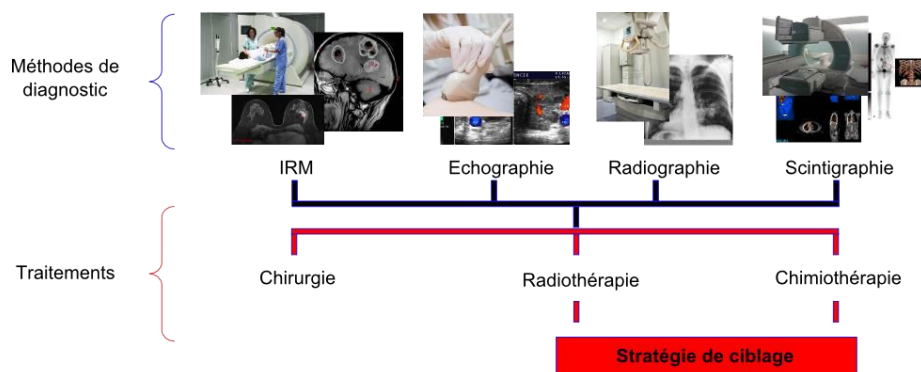 Méthodes de
diagnostic
IRM
Echographie
Radiographie
Scintigraphie
Traitements
Chirurgie
Radiothérapie
Chimiothérapie
Stratégie de ciblage